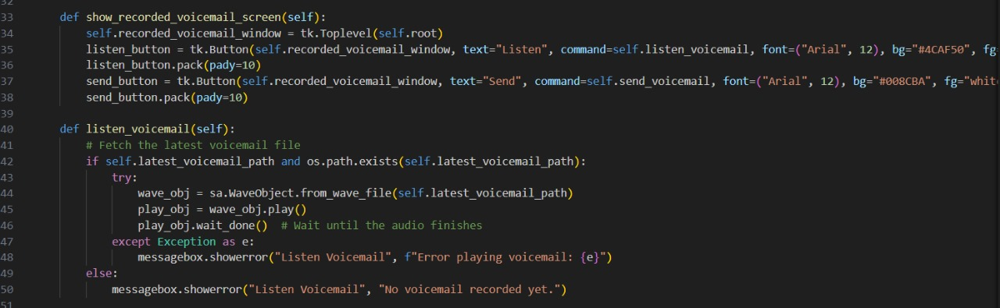 32
33 def show_recorded_voicemail_screen(self):
34 self.recorded_voicemail_window = tk.Toplevel(self.root)
35 listen_button = tk.Button(self.recorded_voicemail_window, text="Listen", command=self.listen_voicemail, font=("Arial", 12), bg="#4CAF50", fg
36 listen_button.pack(pady=10)
37 send_button = tk.Button(self.recorded_voicemail_window, text="Send", command=self.send_voicemail, font=("Arial", 12), bg="#008CBA", fg="whit
38 send_button.pack(pady=10)
39
40 def listen_voicemail(self):
41 # Fetch the latest voicemail file
42 if self.latest_voicemail_path and os.path.exists(self.latest_voicemail_path):
43 try:
44 wave_obj = sa.WaveObject.from_wave_file(self.latest_voicemail_path)
45 play_obj = wave_obj.play()
46 play_obj.wait_done()  # Wait until the audio finishes
47 except Exception as e:
48 messagebox.showerror("Listen Voicemail", f"Error playing voicemail: {e}")
49 else:
50 messagebox.showerror("Listen Voicemail", "No voicemail recorded yet.")
51